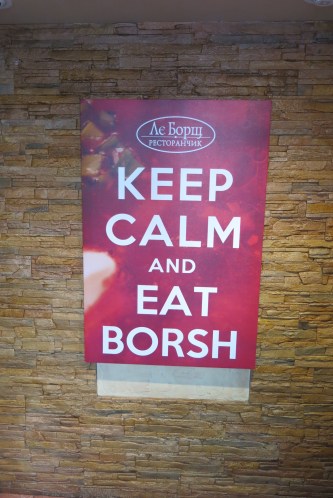 Ле Борщ
РЕСТОРАНЧИК
KEEP
CALM
AND
EAT
BORSH